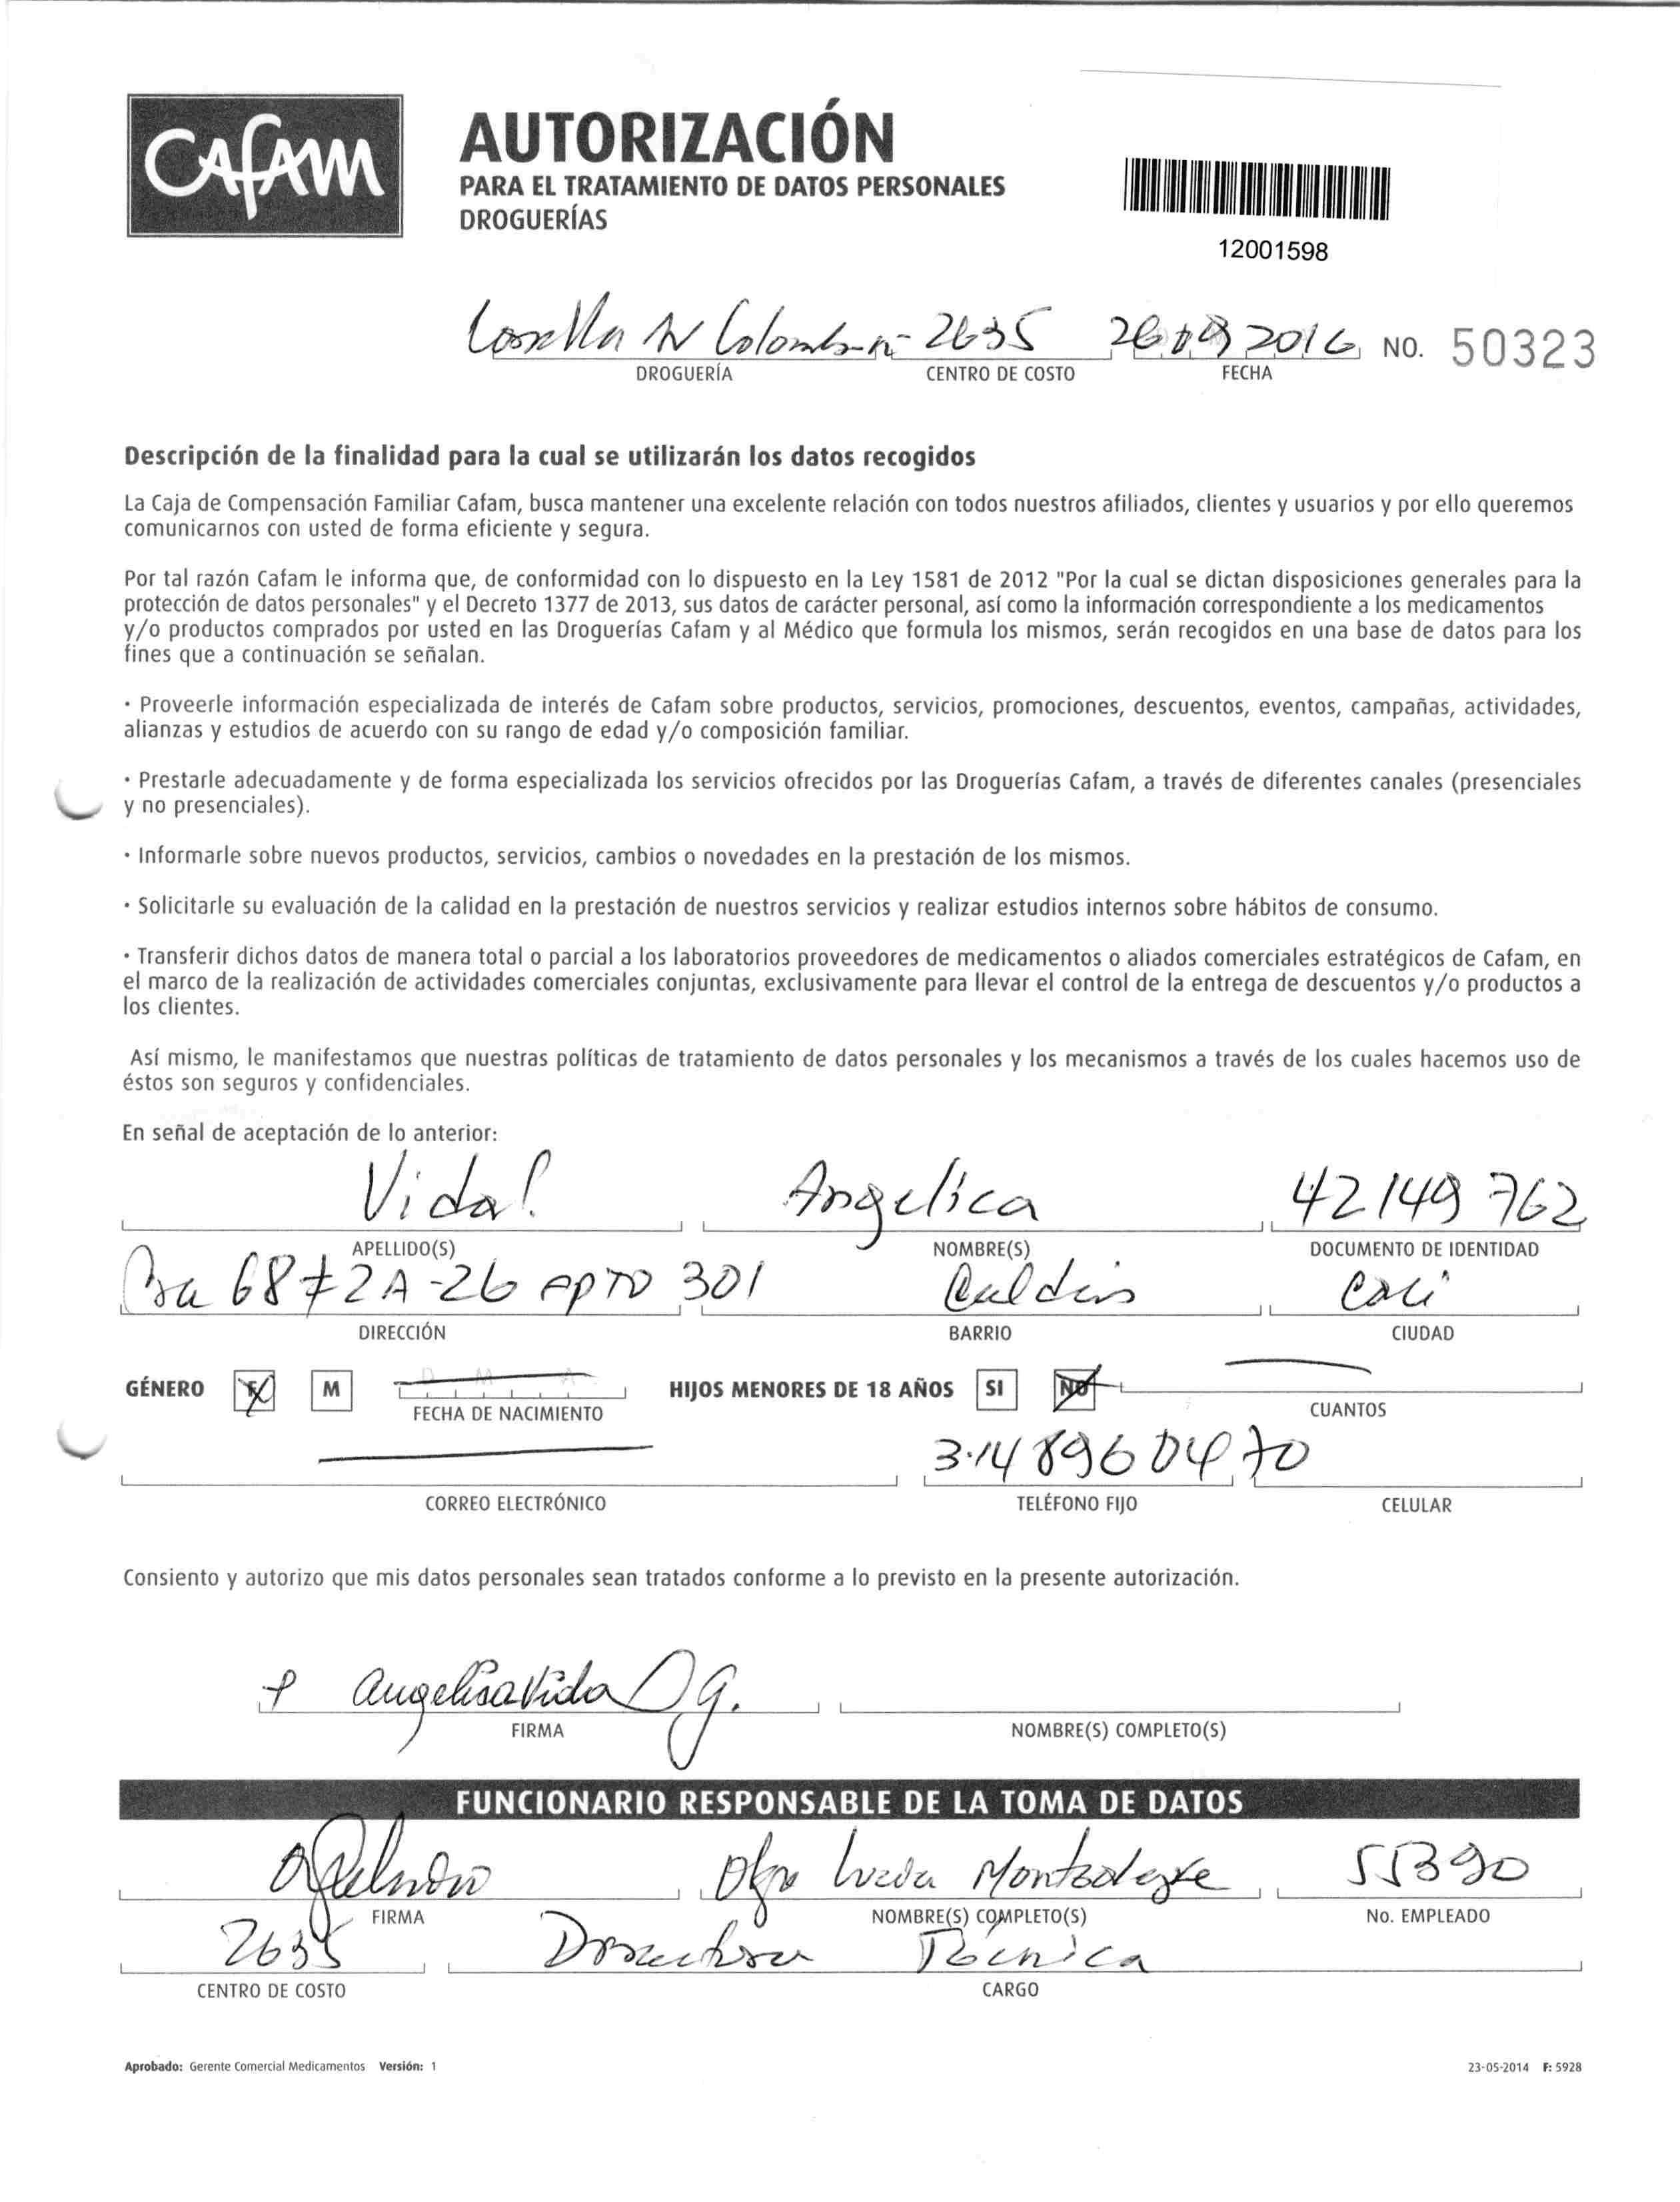 Cafam
AUTORIZACIÓN
PARA EL TRATAMIENTO DE DATOS PERSONALES
DROGUERÍAS
12001598
2635 2016 NO. 50323
DROGUERÍA CENTRO DE COSTO FECHA
Descripción de la finalidad para la cual se utilizarán los datos recogidos
La Caja de Compensación Familiar Cafam, busca mantener una excelente relación con todos nuestros afiliados, clientes y usuarios y por ello queremos
comunicarnos con usted de forma eficiente y segura.
Por tal razón Cafam le informa que, de conformidad con lo dispuesto en la Ley 1581 de 2012 "Por la cual se dictan disposiciones generales para la
protección de datos personales" y el Decreto 1377 de 2013, sus datos de carácter personal, así como la información correspondiente a los medicamentos
y/o productos comprados por usted en las Droguerías Cafam y al Médico que formula los mismos, serán recogidos en una base de datos para los
fines que a continuación se señalan.
· Proveerle información especializada de interés de Cafam sobre productos, servicios, promociones, descuentos, eventos, campañas, actividades,
alianzas y estudios de acuerdo con su rango de edad y/o composición familiar.
· Prestarle adecuadamente y de forma especializada los servicios ofrecidos por las Droguerías Cafam, a través de diferentes canales (presenciales
y no presenciales).
· Informarle sobre nuevos productos, servicios, cambios o novedades en la prestación de los mismos.
· Solicitarle su evaluación de la calidad en la prestación de nuestros servicios y realizar estudios internos sobre hábitos de consumo.
· Transferir dichos datos de manera total o parcial a los laboratorios proveedores de medicamentos o aliados comerciales estratégicos de Cafam, en
el marco de la realización de actividades comerciales conjuntas, exclusivamente para llevar el control de la entrega de descuentos y/o productos a
los clientes.
Así mismo, le manifestamos que nuestras políticas de tratamiento de datos personales y los mecanismos a través de los cuales hacemos uso de
éstos son seguros y confidenciales.
En señal de aceptación de lo anterior:
Vidal Angelica 42149762
APELLIDO(S) NOMBRE(S) DOCUMENTO DE IDENTIDAD
68 # 2A-26 apto 301 Caldas Cali
DIRECCIÓN BARRIO CIUDAD
GÉNERO F M D M A HIJOS MENORES DE 18 AÑOS SI NO
FECHA DE NACIMIENTO CUANTOS
314 8960470
CORREO ELECTRÓNICO TELÉFONO FIJO CELULAR
Consiento y autorizo que mis datos personales sean tratados conforme a lo previsto en la presente autorización.
Angelica Vidal g.
FIRMA NOMBRE(S) COMPLETO(S)
FUNCIONARIO RESPONSABLE DE LA TOMA DE DATOS
Olga Lucia Montealegre 55390
FIRMA NOMBRE(S) COMPLETO(S) No. EMPLEADO
2635 Directora Tecnica
CENTRO DE COSTO CARGO
Aprobado: Gerente Comercial Medicamentos Versión: 1 23-05-2014 F: 5928